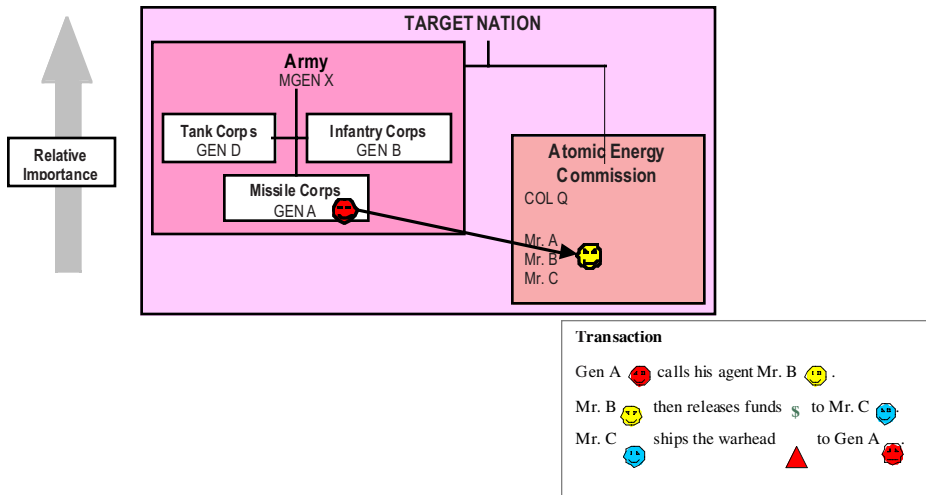 TARGET NATION
Army
MGEN X
Tank Corps
GEN D
Infantry Corps
GEN B
Missile Corps
GEN A
Relative
Importance
Atomic Energy
Commission
COL Q
Mr. A
Mr. B
Mr. C
Transaction
Gen A calls his agent Mr. B .
Mr. B then releases funds $ to Mr. C .
Mr. C ships the warhead to Gen A .